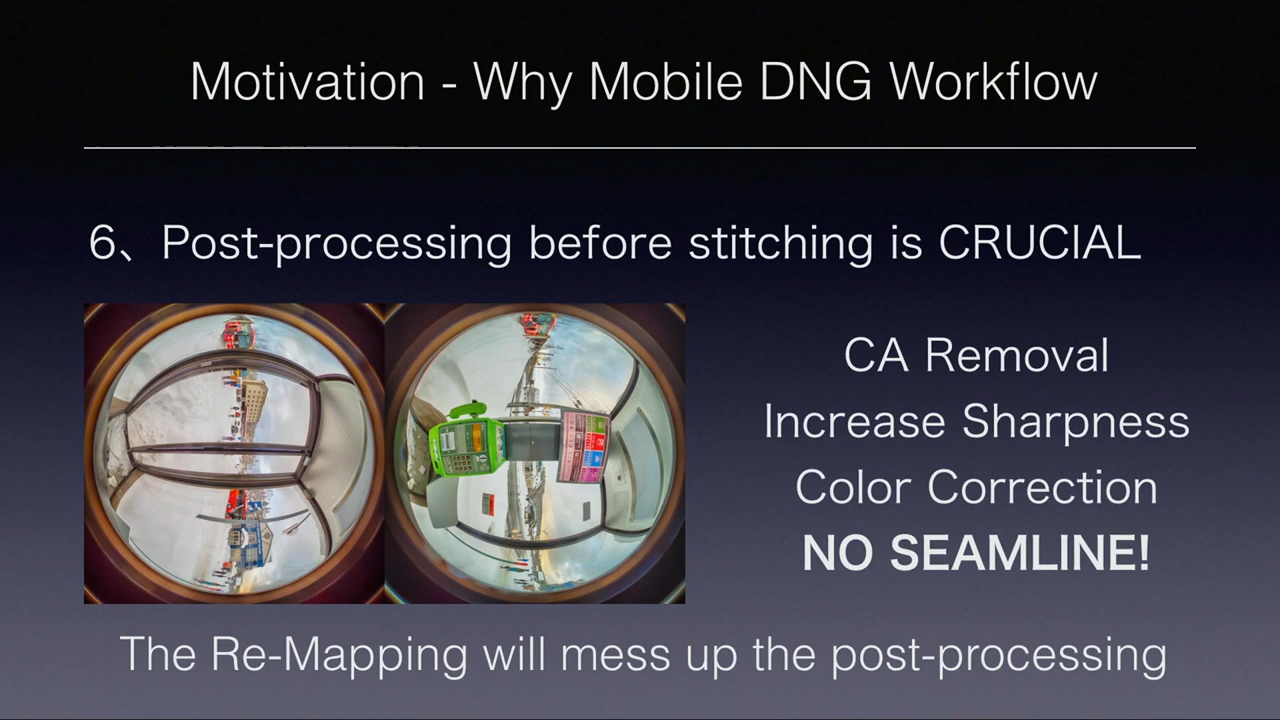 Motivation - Why Mobile DNG Workflow
6、Post-processing before stitching is CRUCIAL
CA Removal
Increase Sharpness
Color Correction
NO SEAMLINE!
The Re-Mapping will mess up the post-processing